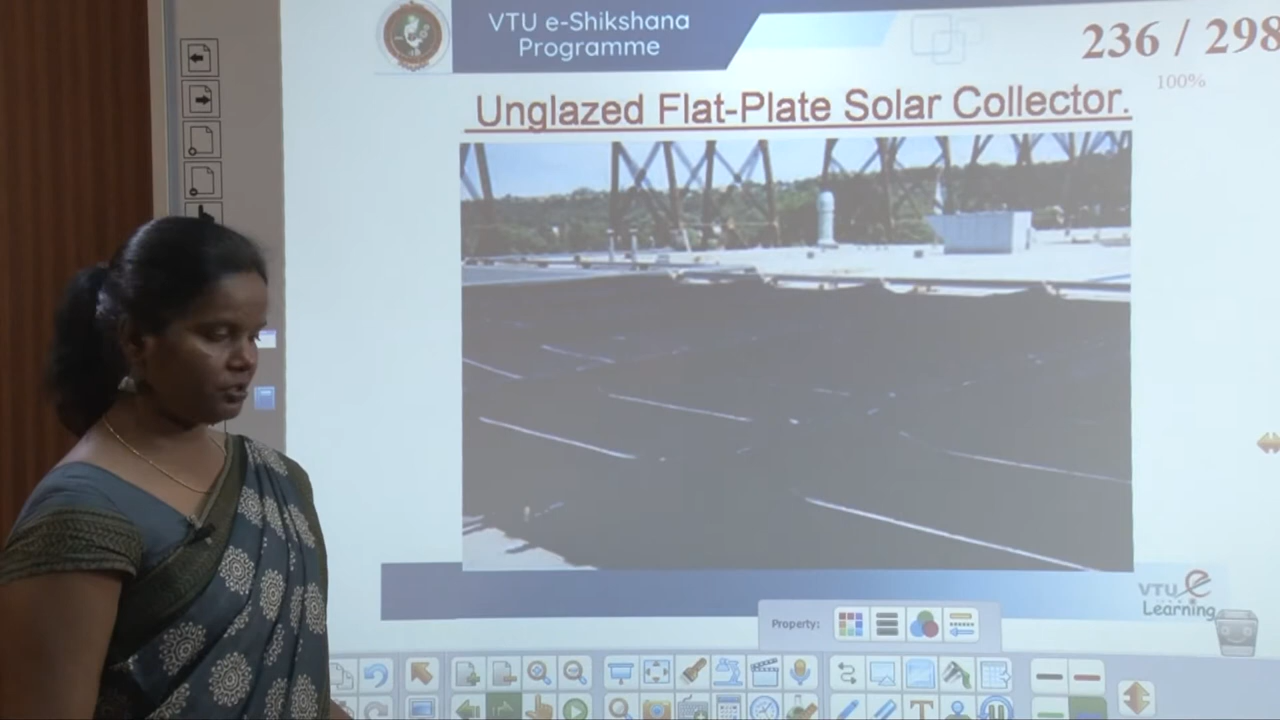 VTU e-Shikshana
Programme
236 / 298
100%
Unglazed Flat-Plate Solar Collector.
VTU e
Learning
Property: